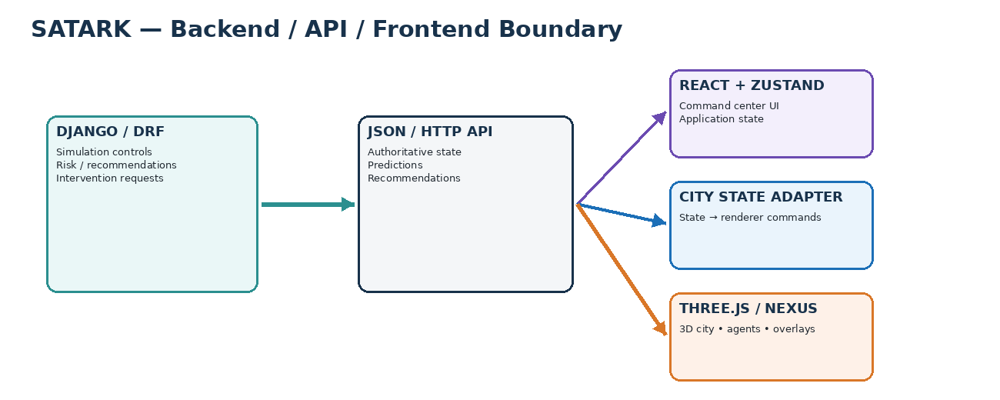 SATARK — Backend / API / Frontend Boundary
DJANGO / DRF
Simulation controls
Risk / recommendations
Intervention requests
JSON / HTTP API
Authoritative state
Predictions
Recommendations
REACT + ZUSTAND
Command center UI
Application state
CITY STATE ADAPTER
State → renderer commands
THREE.JS / NEXUS
3D city • agents • overlays